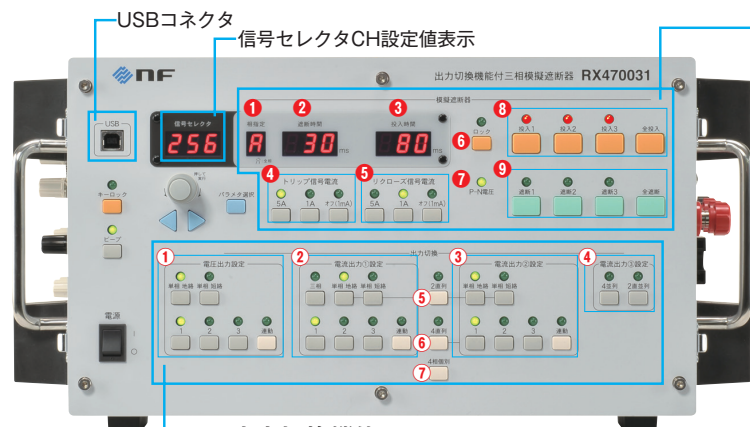 USBコネクタ
信号セレクタCH設定値表示
NF
出力切換機能付三相模擬遮断器 RX470031
模擬遮断器
USB
信号セレクタ
256
1 相設定
A
2 遮断時間
30 ms
3 投入時間
80 ms
6 ロック
8
投入1 投入2 投入3 全投入
7 P-N電圧
9
遮断1 遮断2 遮断3 全遮断
4 トリップ信号電流
5A 1A オフ(1mA)
5 リクローズ信号電流
5A 1A オフ(1mA)
キーロック
パラメタ選択
ビープ
電源
出力切換
1 電圧出力設定
単相 地絡 単相 短絡
1 2 3 連動
2 電流出力①設定
三相 単相 地絡 単相 短絡
1 2 3 連動
2直列
5
4直列
6
4相個別
7
3 電流出力②設定
単相 地絡 単相 短絡
1 2 3 連動
4 電流出力③設定
4並列 2直並列